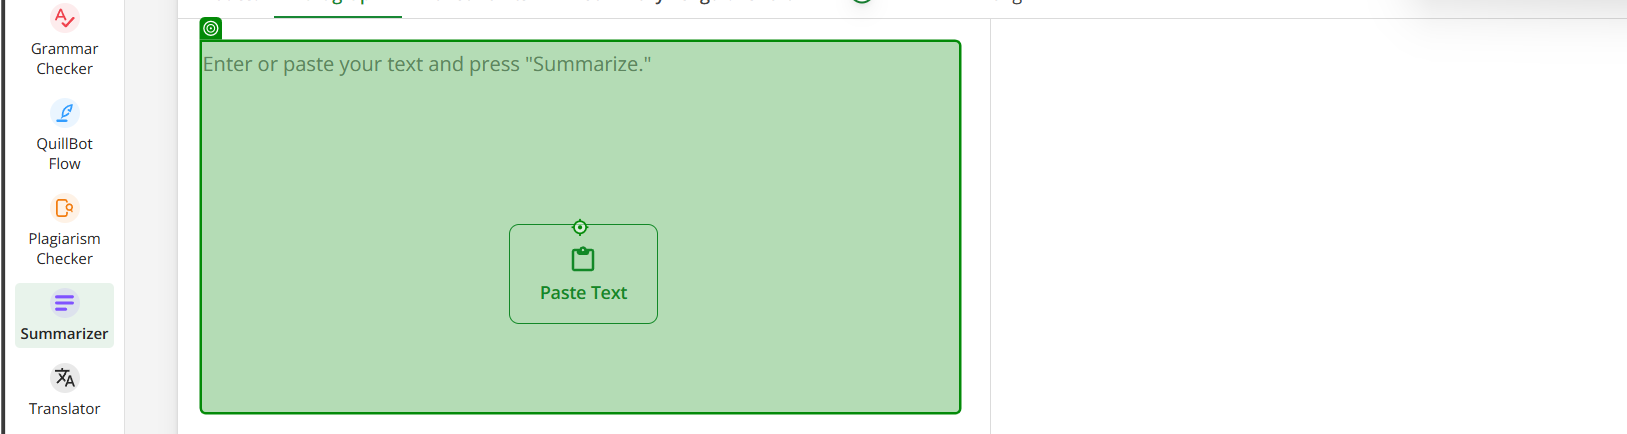 Grammar
Checker
QuillBot
Flow
Plagiarism
Checker
Summarizer
Translator
Enter or paste your text and press "Summarize."
Paste Text